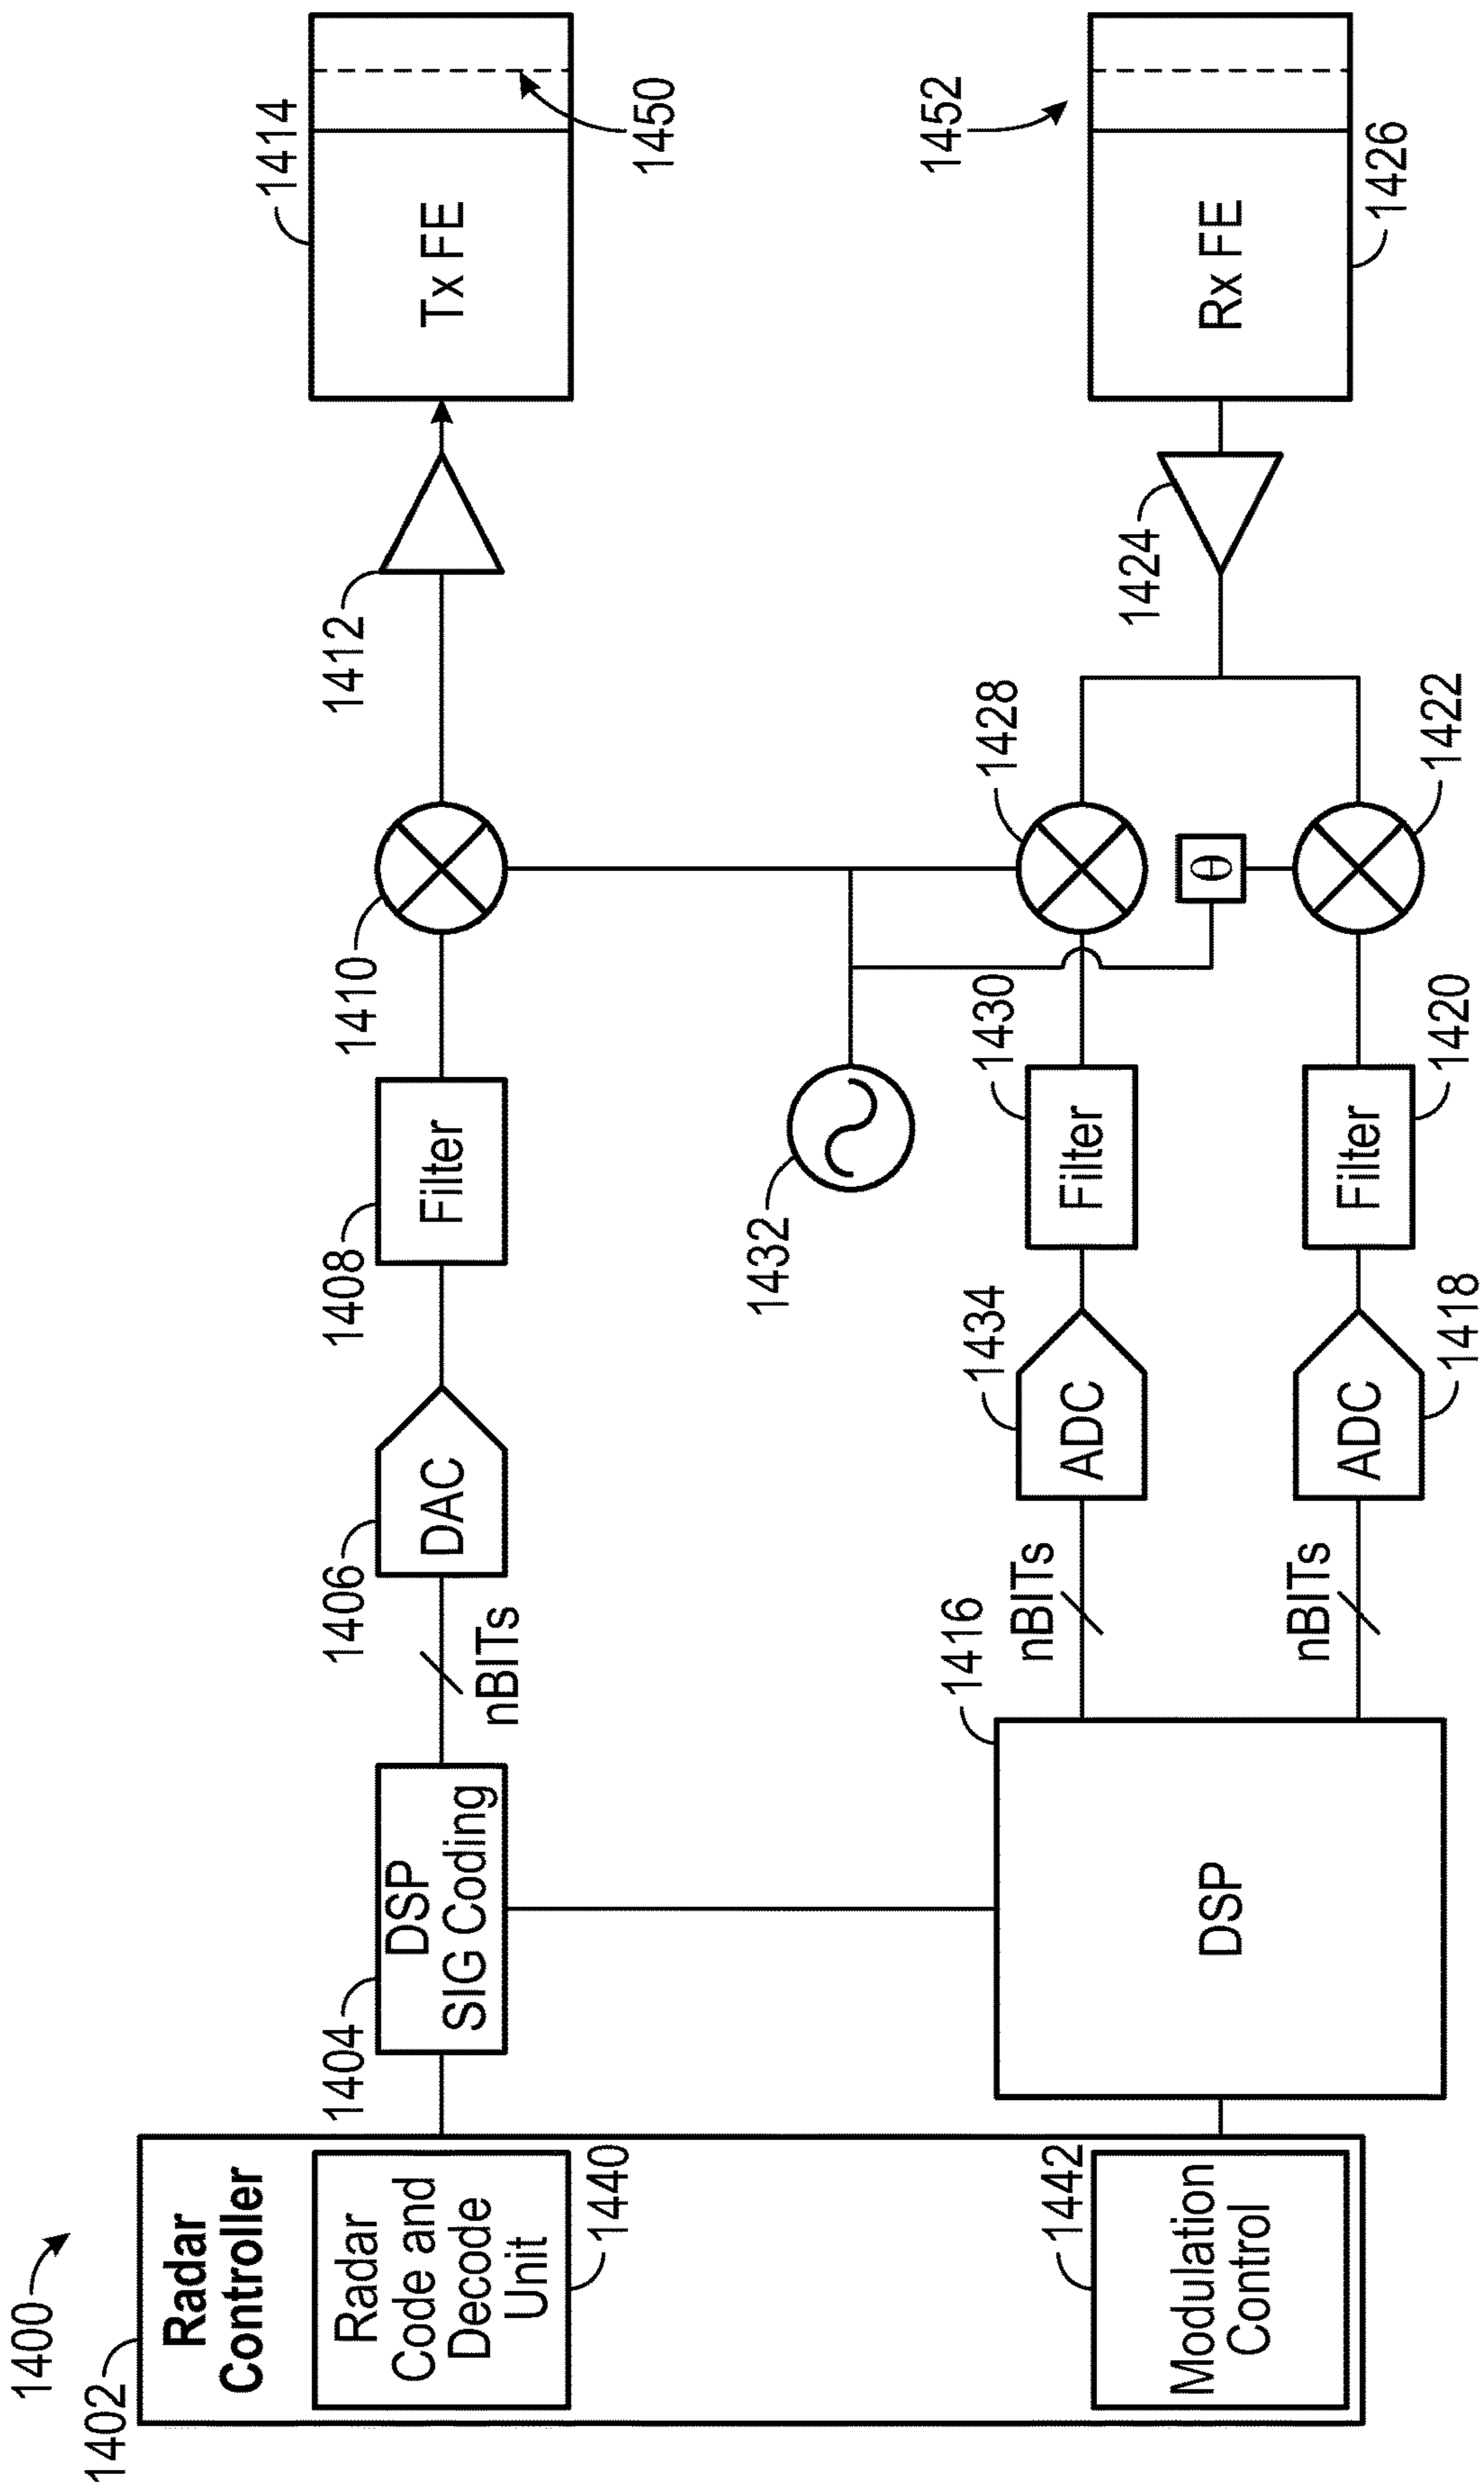 1400
1402
Radar
Controller
Radar
Code and
Decode
Unit
1440
1442
Modulation
Control
1404
DSP
SIG Coding
nBITs
1406
DAC
1408
Filter
1410
1412
1414
Tx FE
1450
1432
1416
DSP
nBITs
nBITs
1434
ADC
ADC
1418
1430
Filter
Filter
1420
1428
θ
1422
1424
1452
Rx FE
1426